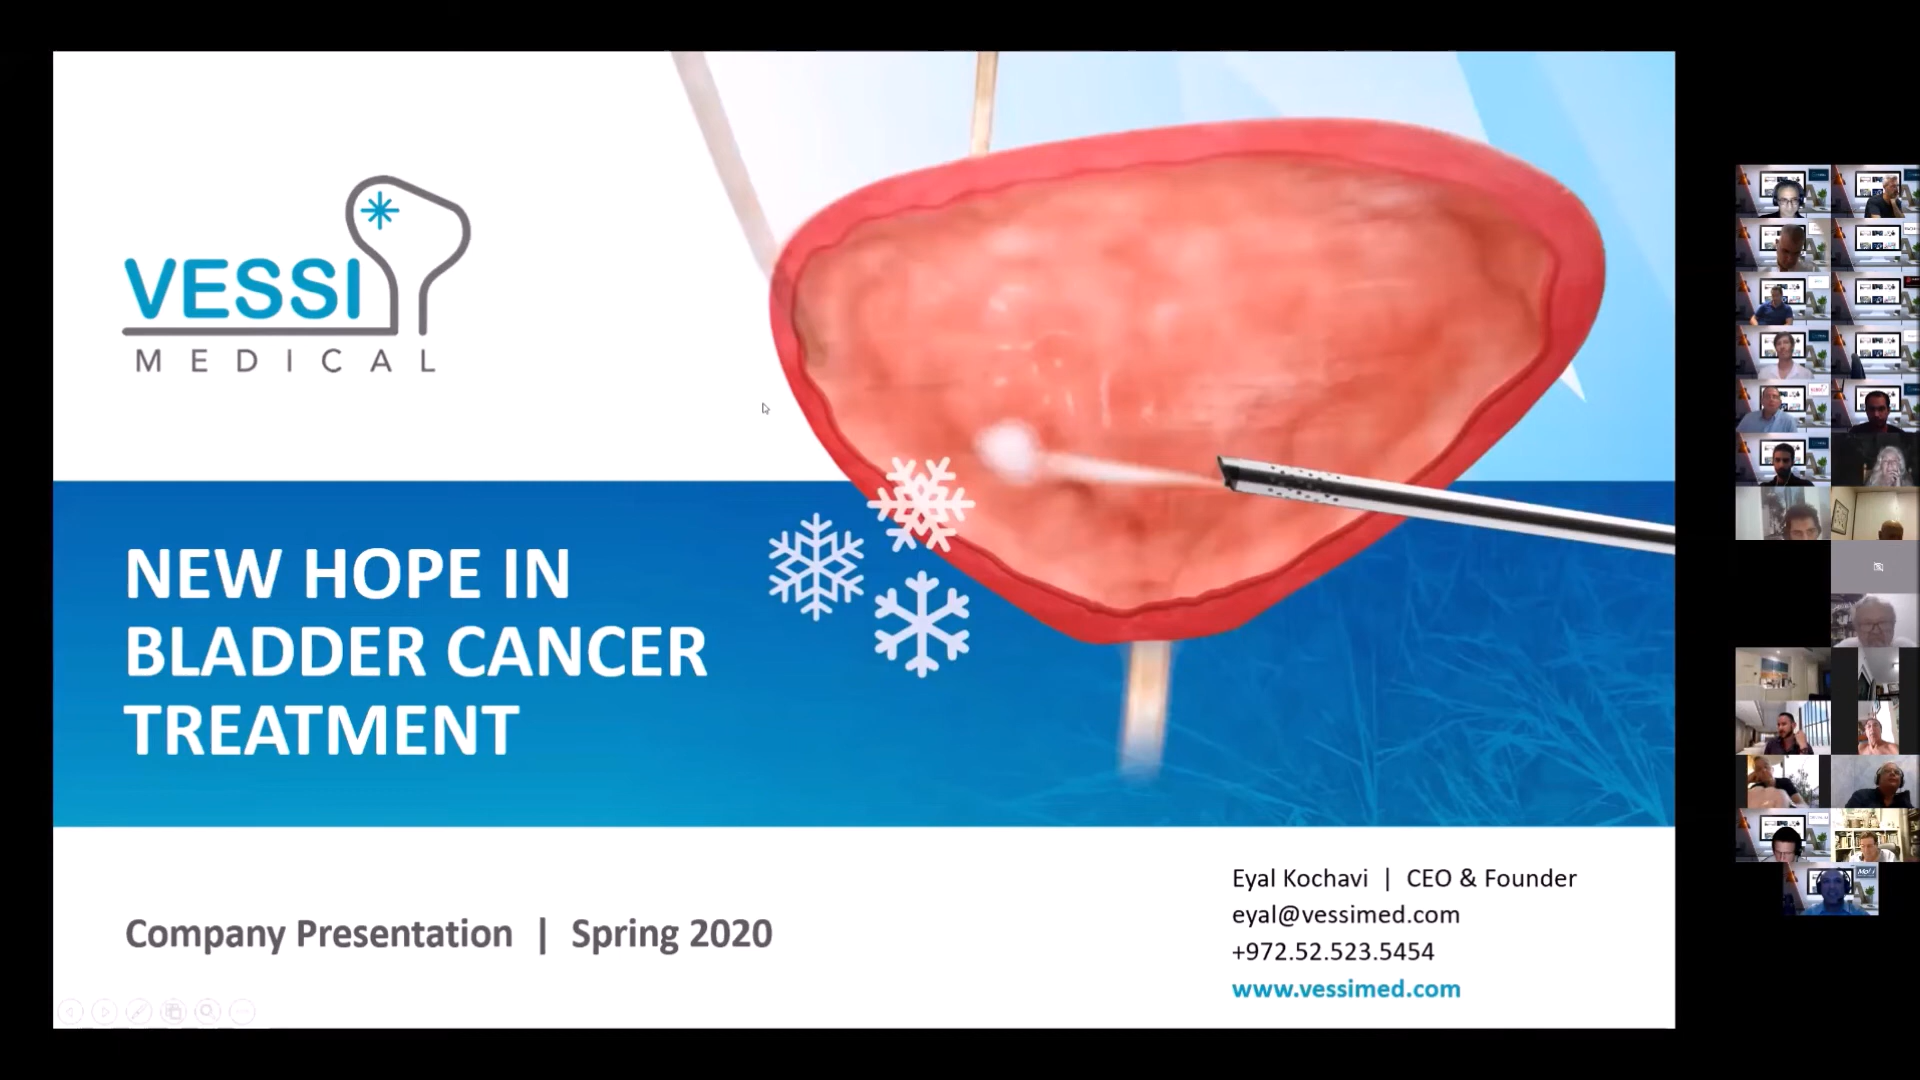 VESSI
MEDICAL
NEW HOPE IN
BLADDER CANCER
TREATMENT
Company Presentation | Spring 2020
Eyal Kochavi | CEO & Founder
eyal@vessimed.com
+972.52.523.5454
www.vessimed.com